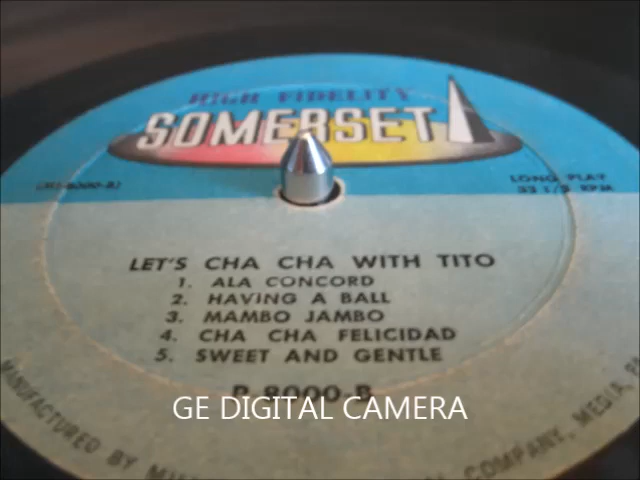 HIGH FIDELITY
SOMERSET
LONG PLAY
33 1/3 RPM
LET'S CHA CHA WITH TITO
1. ALA CONCORD
2. HAVING A BALL
3. MAMBO JAMBO
4. CHA CHA FELICIDAD
5. SWEET AND GENTLE
P-8000-B
GE DIGITAL CAMERA
MANUFACTURED BY
COMPANY, MEDIA,